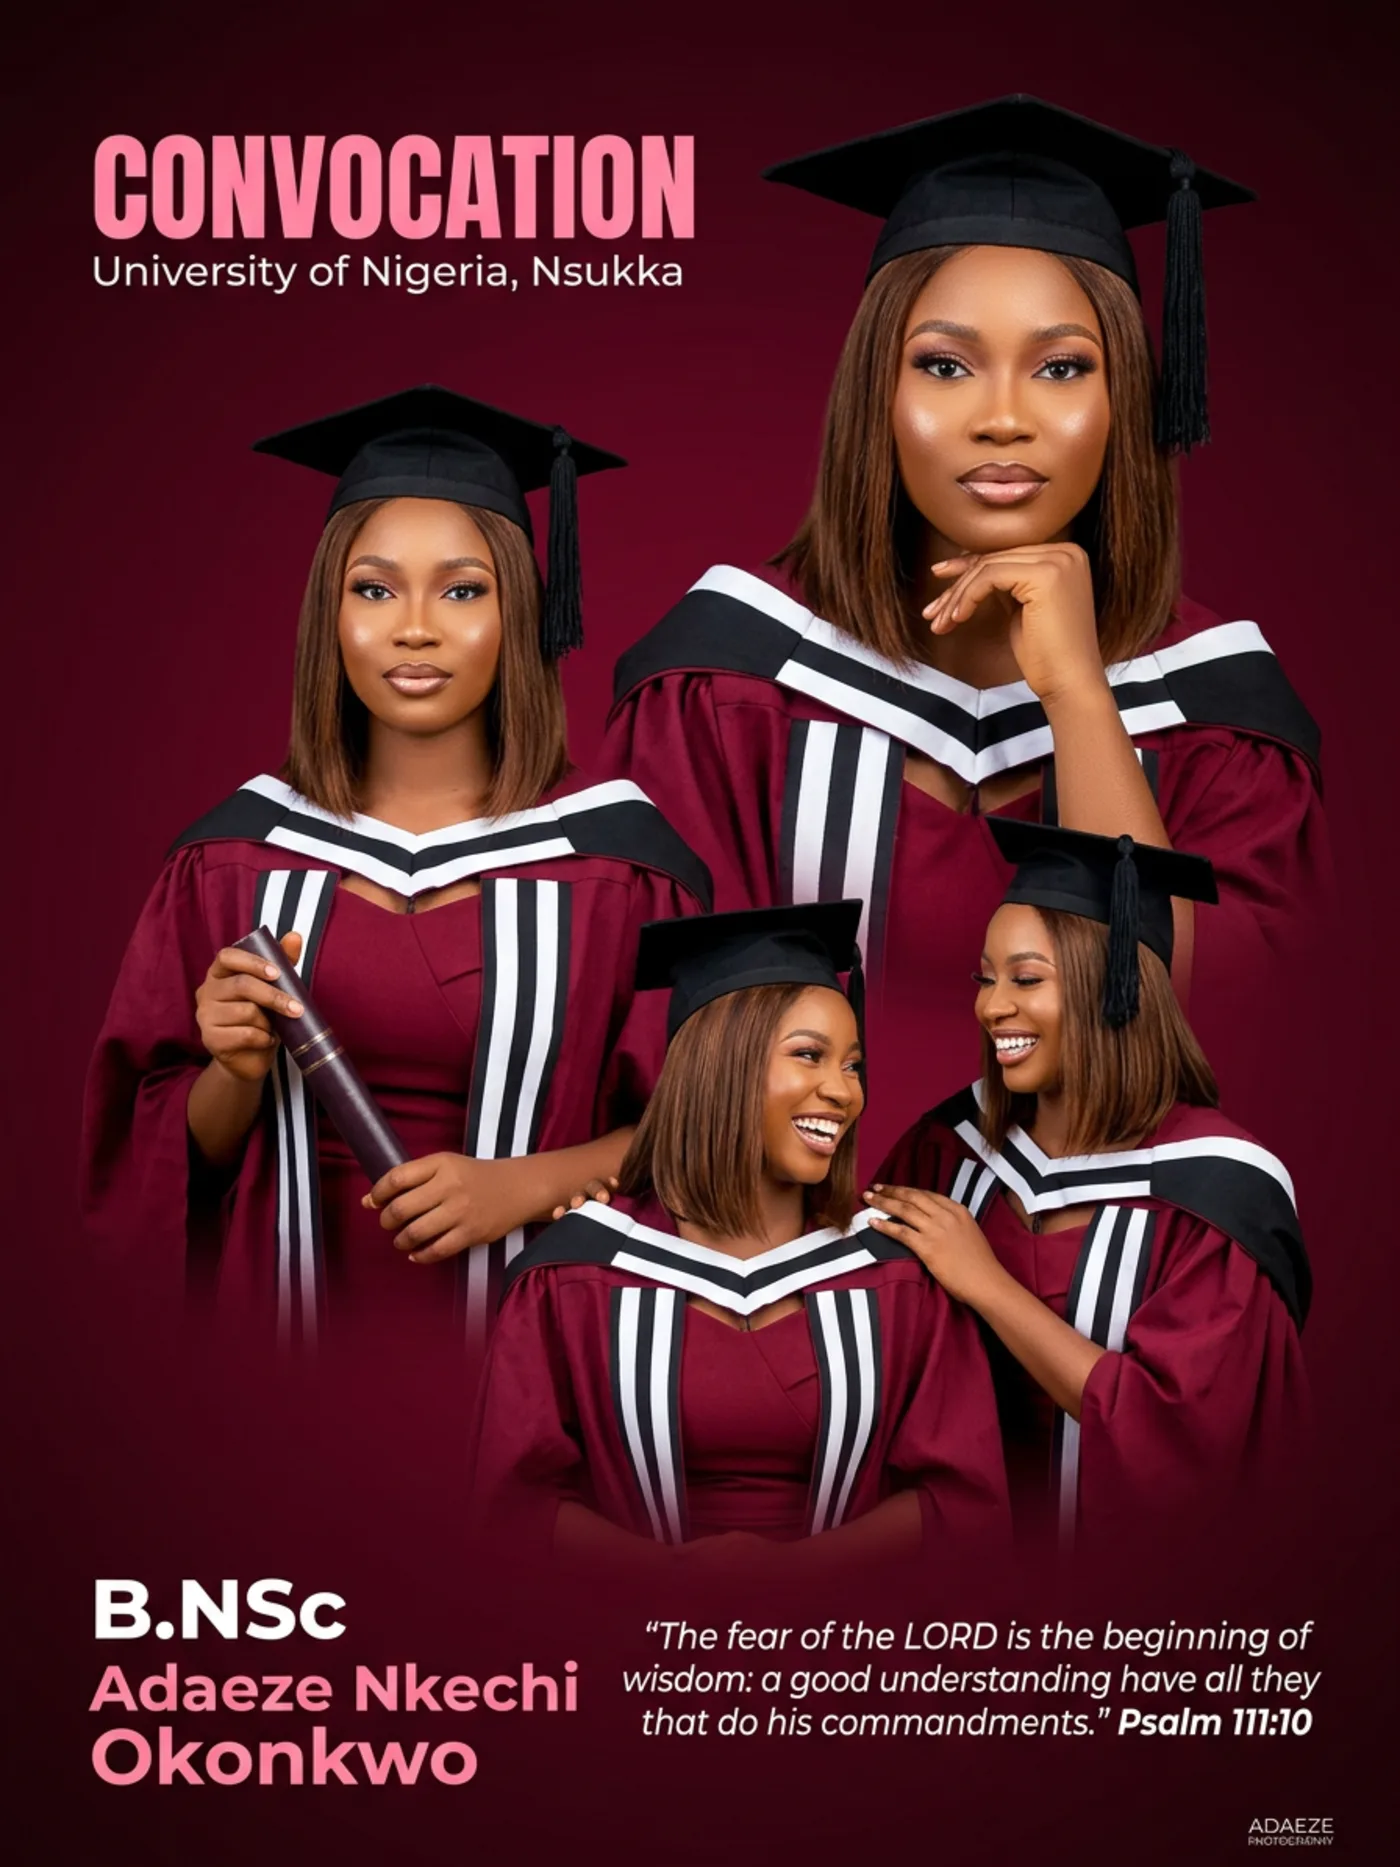 CONVOCATION
University of Nigeria, Nsukka
B.NSc
Adaeze Nkechi
Okonkwo
“The fear of the LORD is the beginning of
wisdom: a good understanding have all they
that do his commandments.” Psalm 111:10
ADAEZE